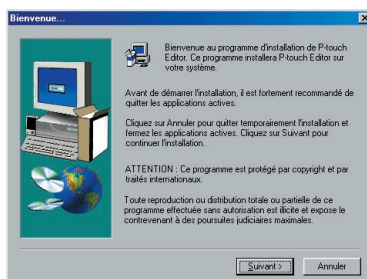 Bienvenue...
Bienvenue au programme d'installation de P-touch
Editor. Ce programme installera P-touch Editor sur
votre système.
Avant de démarrer l'installation, il est fortement recommandé de
quitter les applications actives.
Cliquez sur Annuler pour quitter temporairement l'installation et
fermez les applications actives. Cliquez sur Suivant pour
continuer l'installation.
ATTENTION : Ce programme est protégé par copyright et par
traités internationaux.
Toute reproduction ou distribution totale ou partielle de ce
programme effectuée sans autorisation est illicite et expose le
contrevenant à des poursuites judiciaires maximales.
Suivant >
Annuler